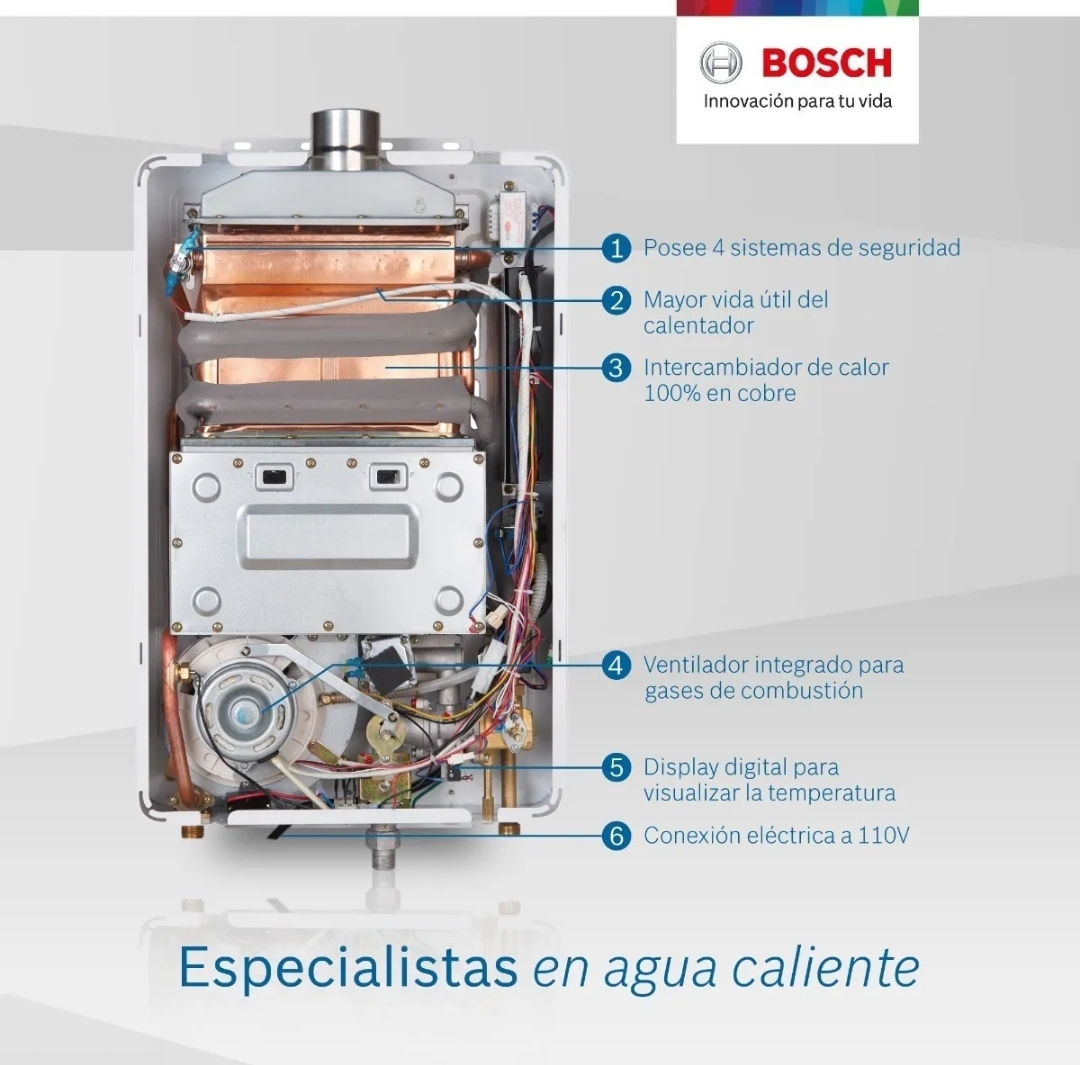 BOSCH
Innovación para tu vida
1 Posee 4 sistemas de seguridad
2 Mayor vida útil del
calentador
3 Intercambiador de calor
100% en cobre
4 Ventilador integrado para
gases de combustión
5 Display digital para
visualizar la temperatura
6 Conexión eléctrica a 110V
Especialistas en agua caliente